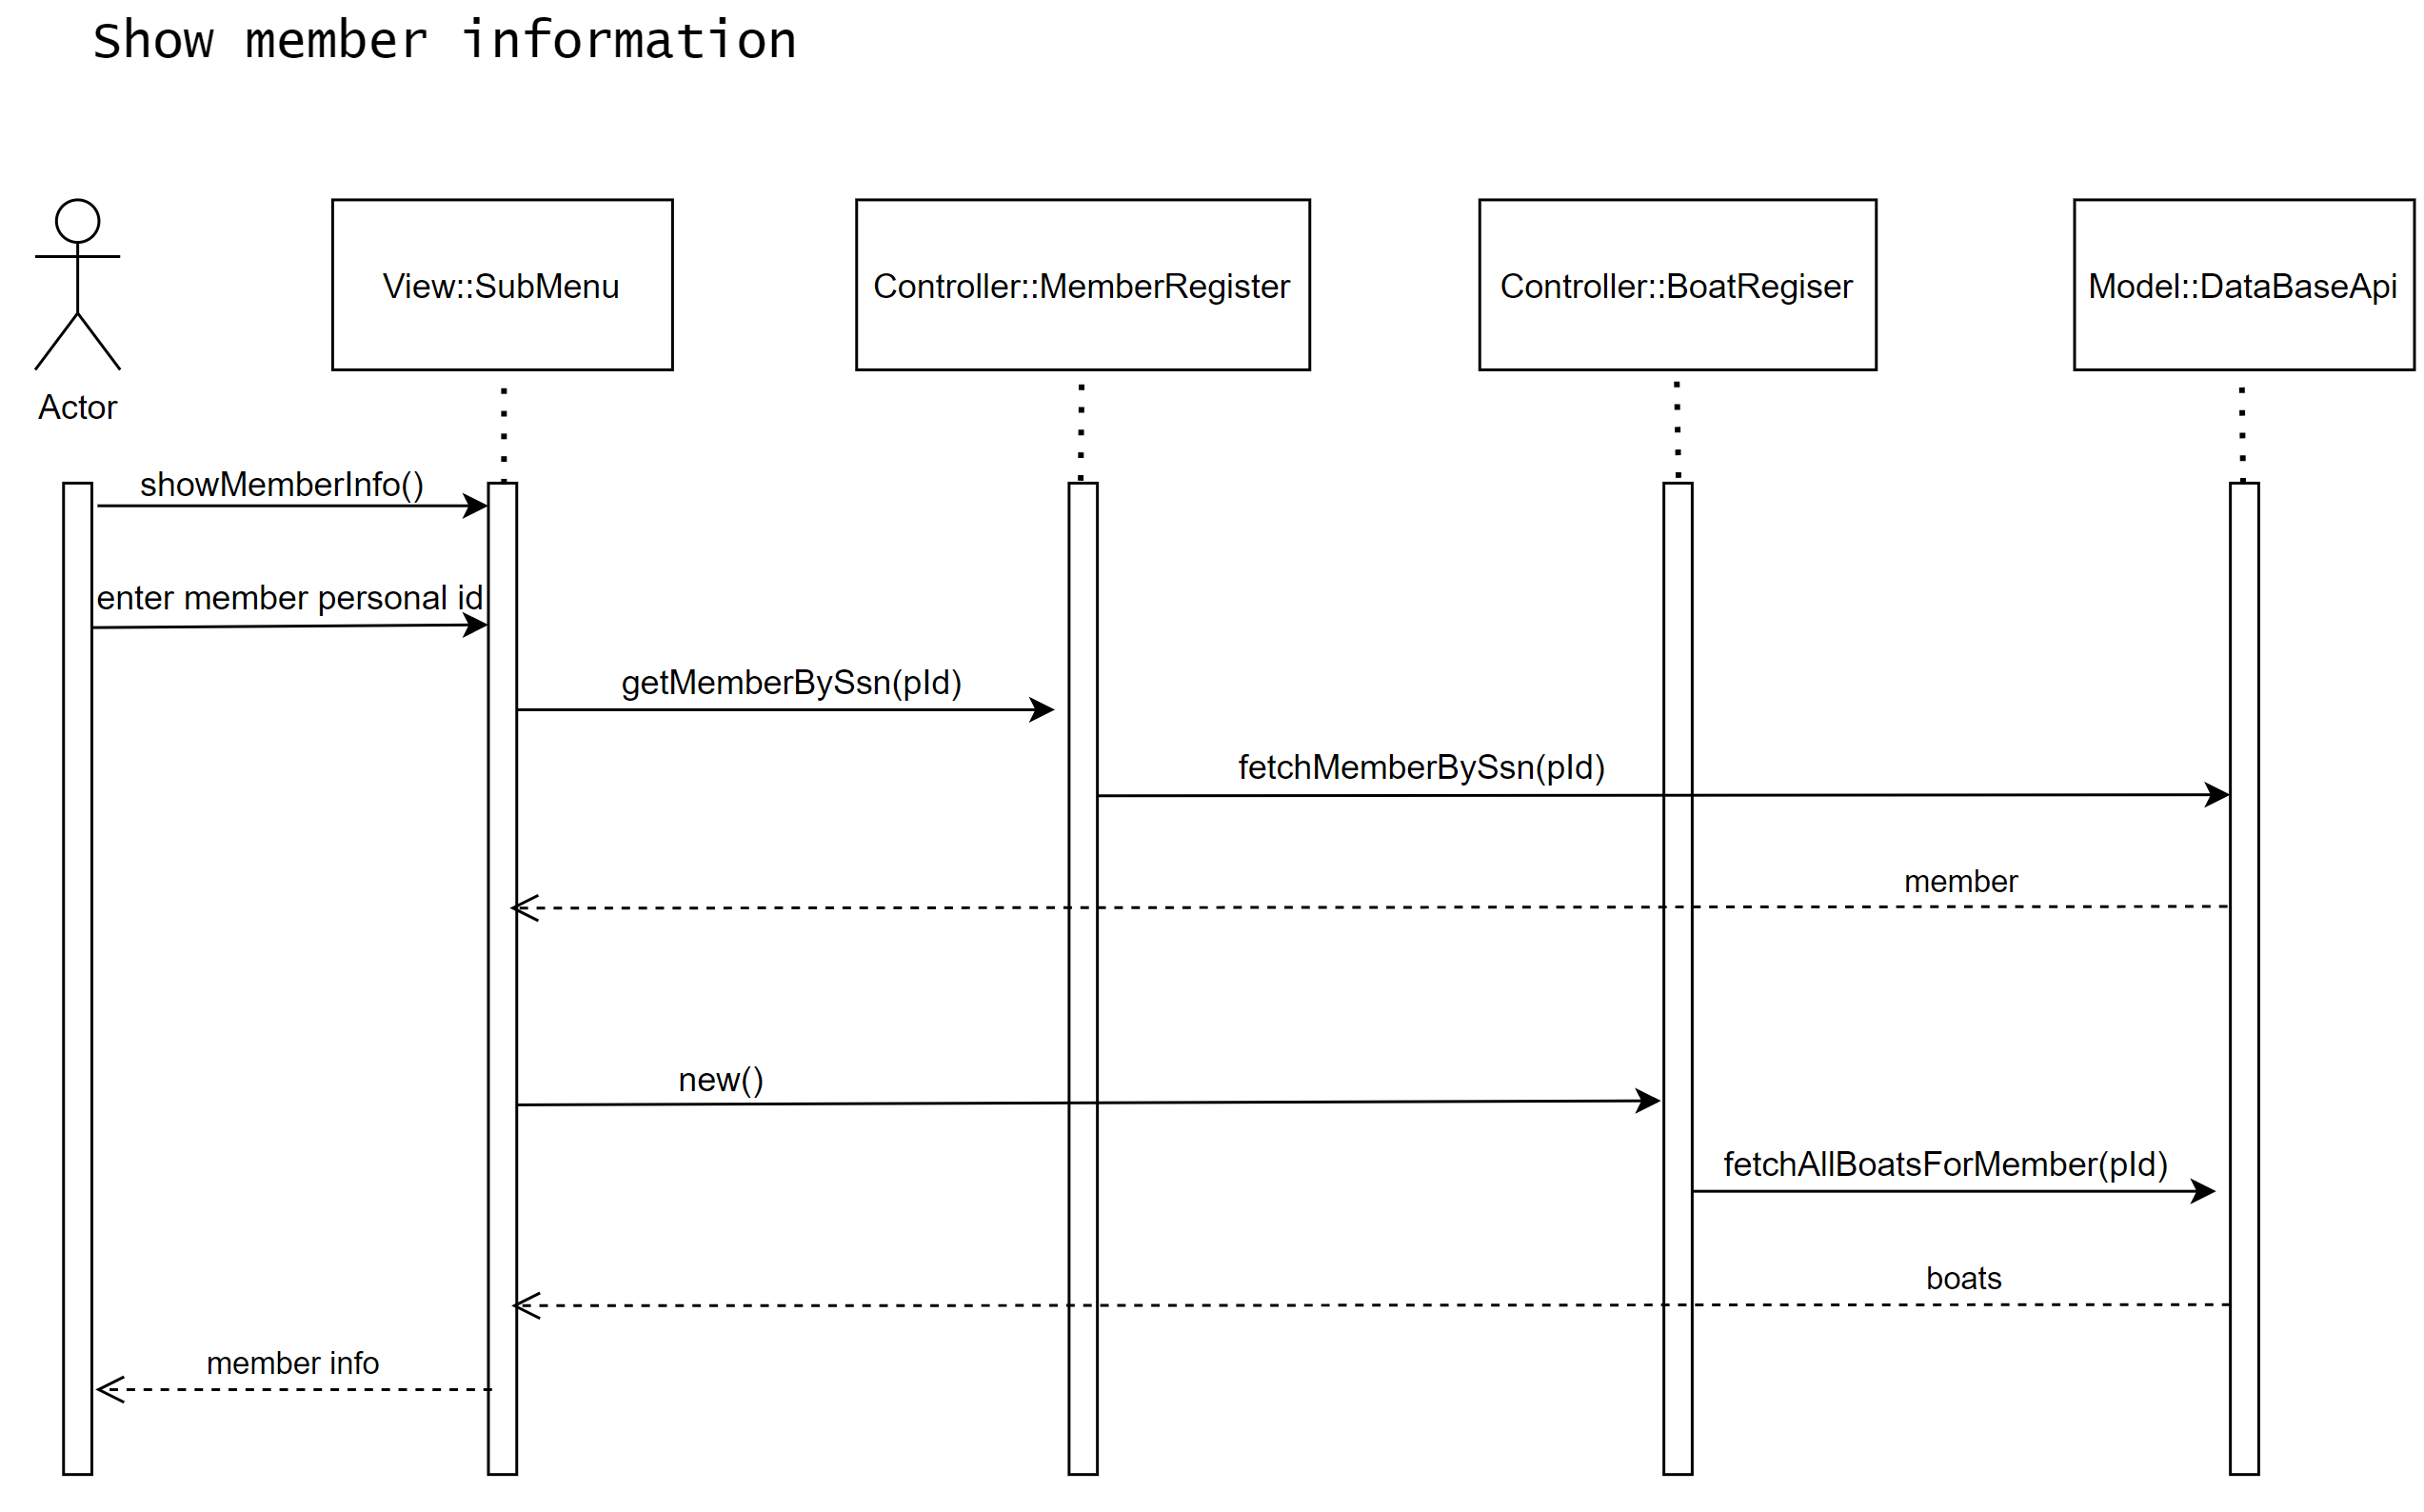 Show member information
View::SubMenu
Controller::MemberRegister
Controller::BoatRegiser
Model::DataBaseApi
Actor
showMemberInfo()
enter member personal id
getMemberBySsn(pId)
fetchMemberBySsn(pId)
member
new()
fetchAllBoatsForMember(pId)
boats
member info